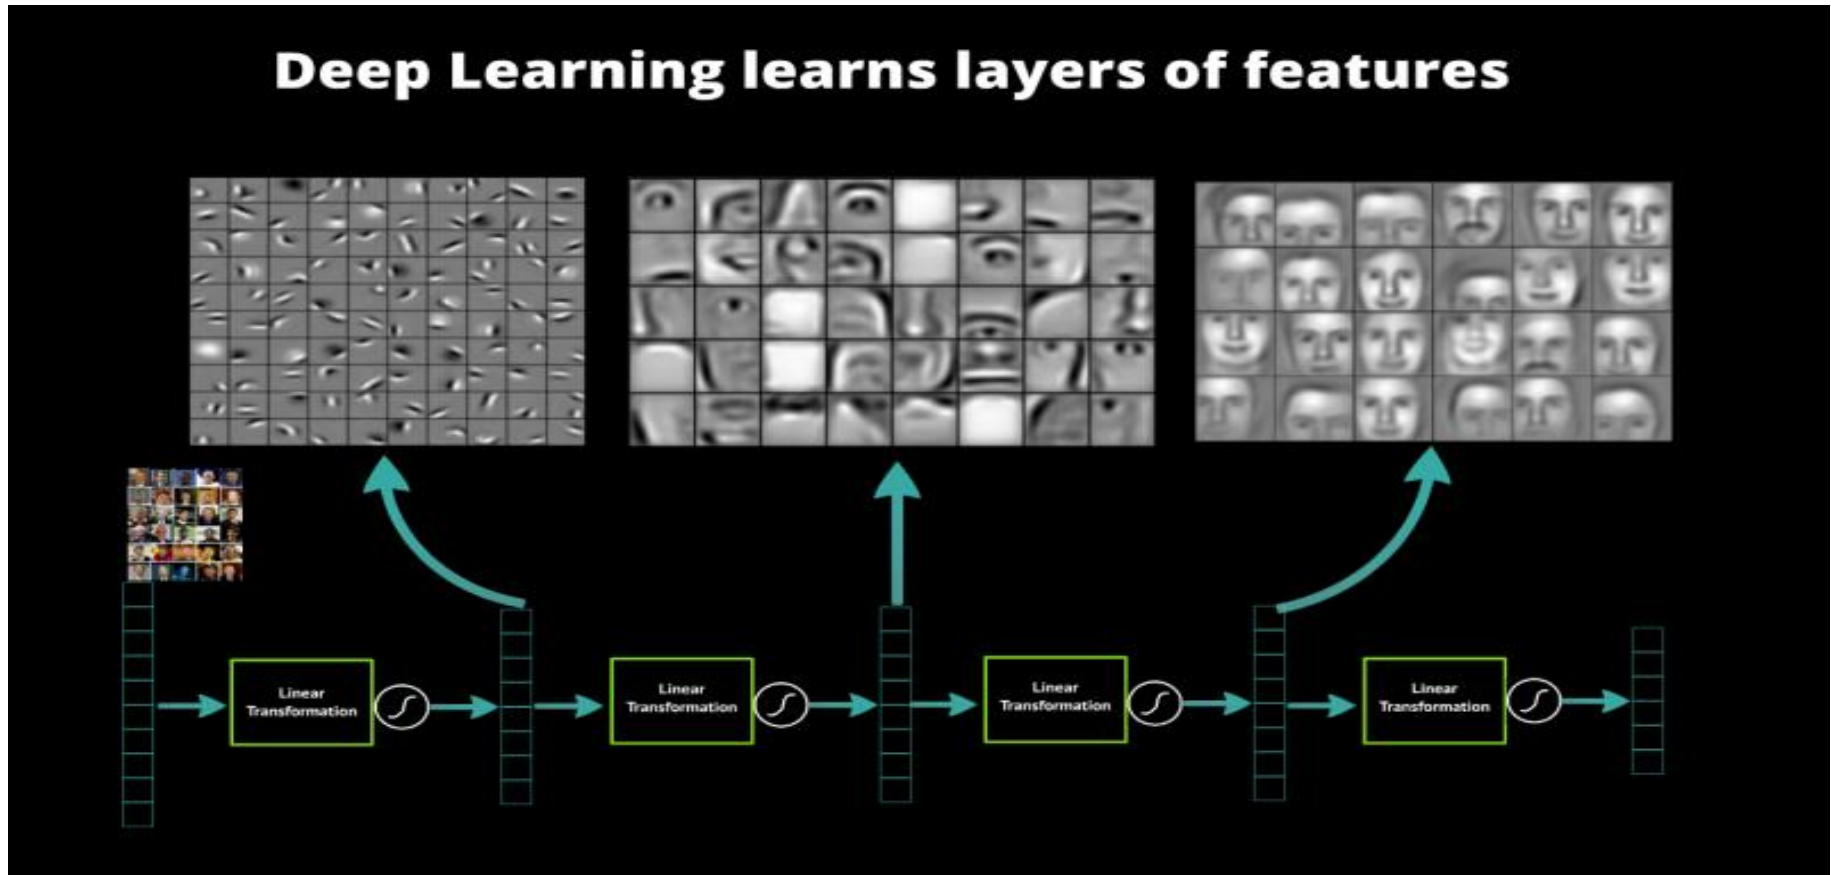 Deep Learning learns layers of features
Linear
Transformation
Linear
Transformation
Linear
Transformation
Linear
Transformation